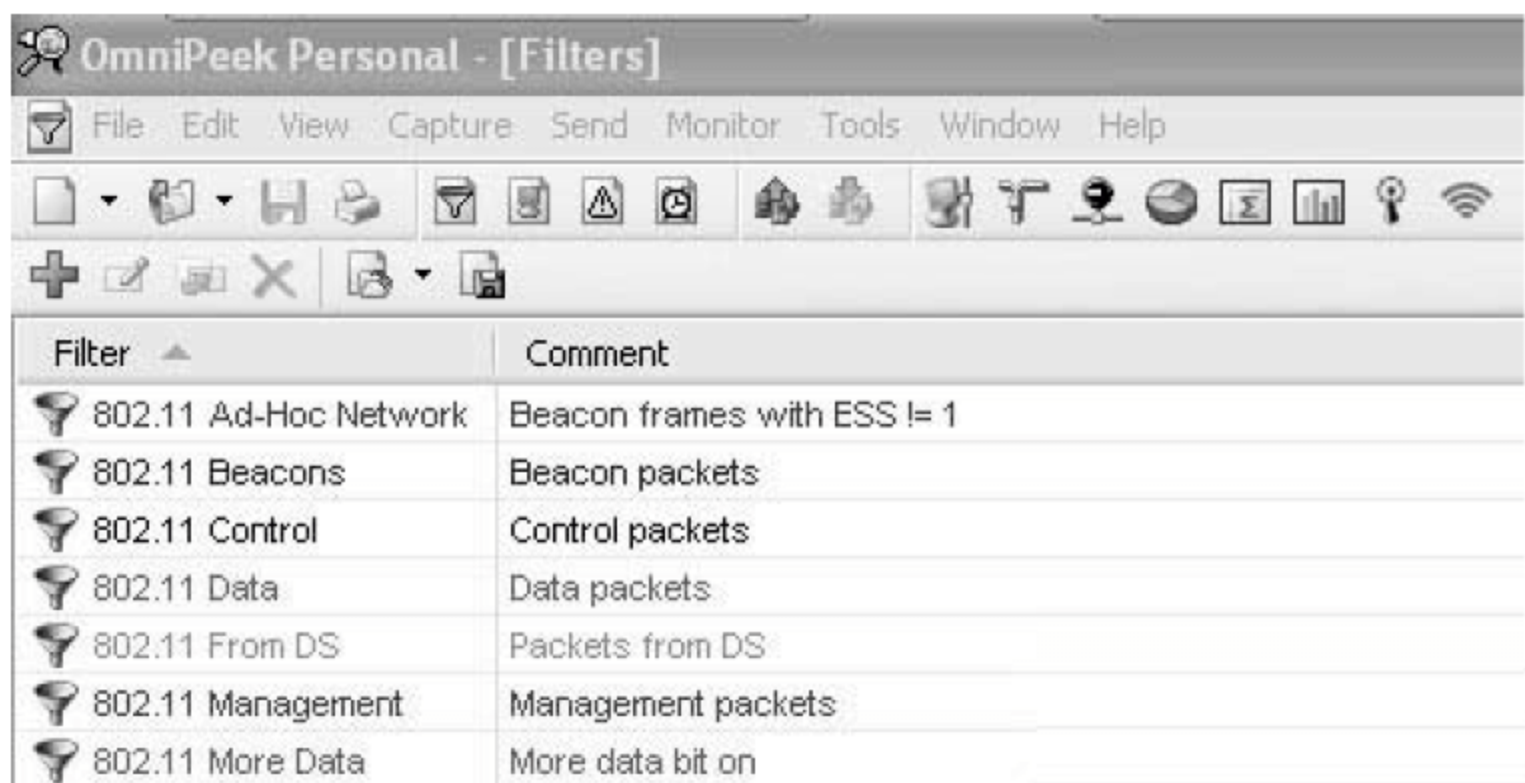 OmniPeek Personal - [Filters]
File Edit View Capture Send Monitor Tools Window Help
Filter Comment
802.11 Ad-Hoc Network Beacon frames with ESS != 1
802.11 Beacons Beacon packets
802.11 Control Control packets
802.11 Data Data packets
802.11 From DS Packets from DS
802.11 Management Management packets
802.11 More Data More data bit on